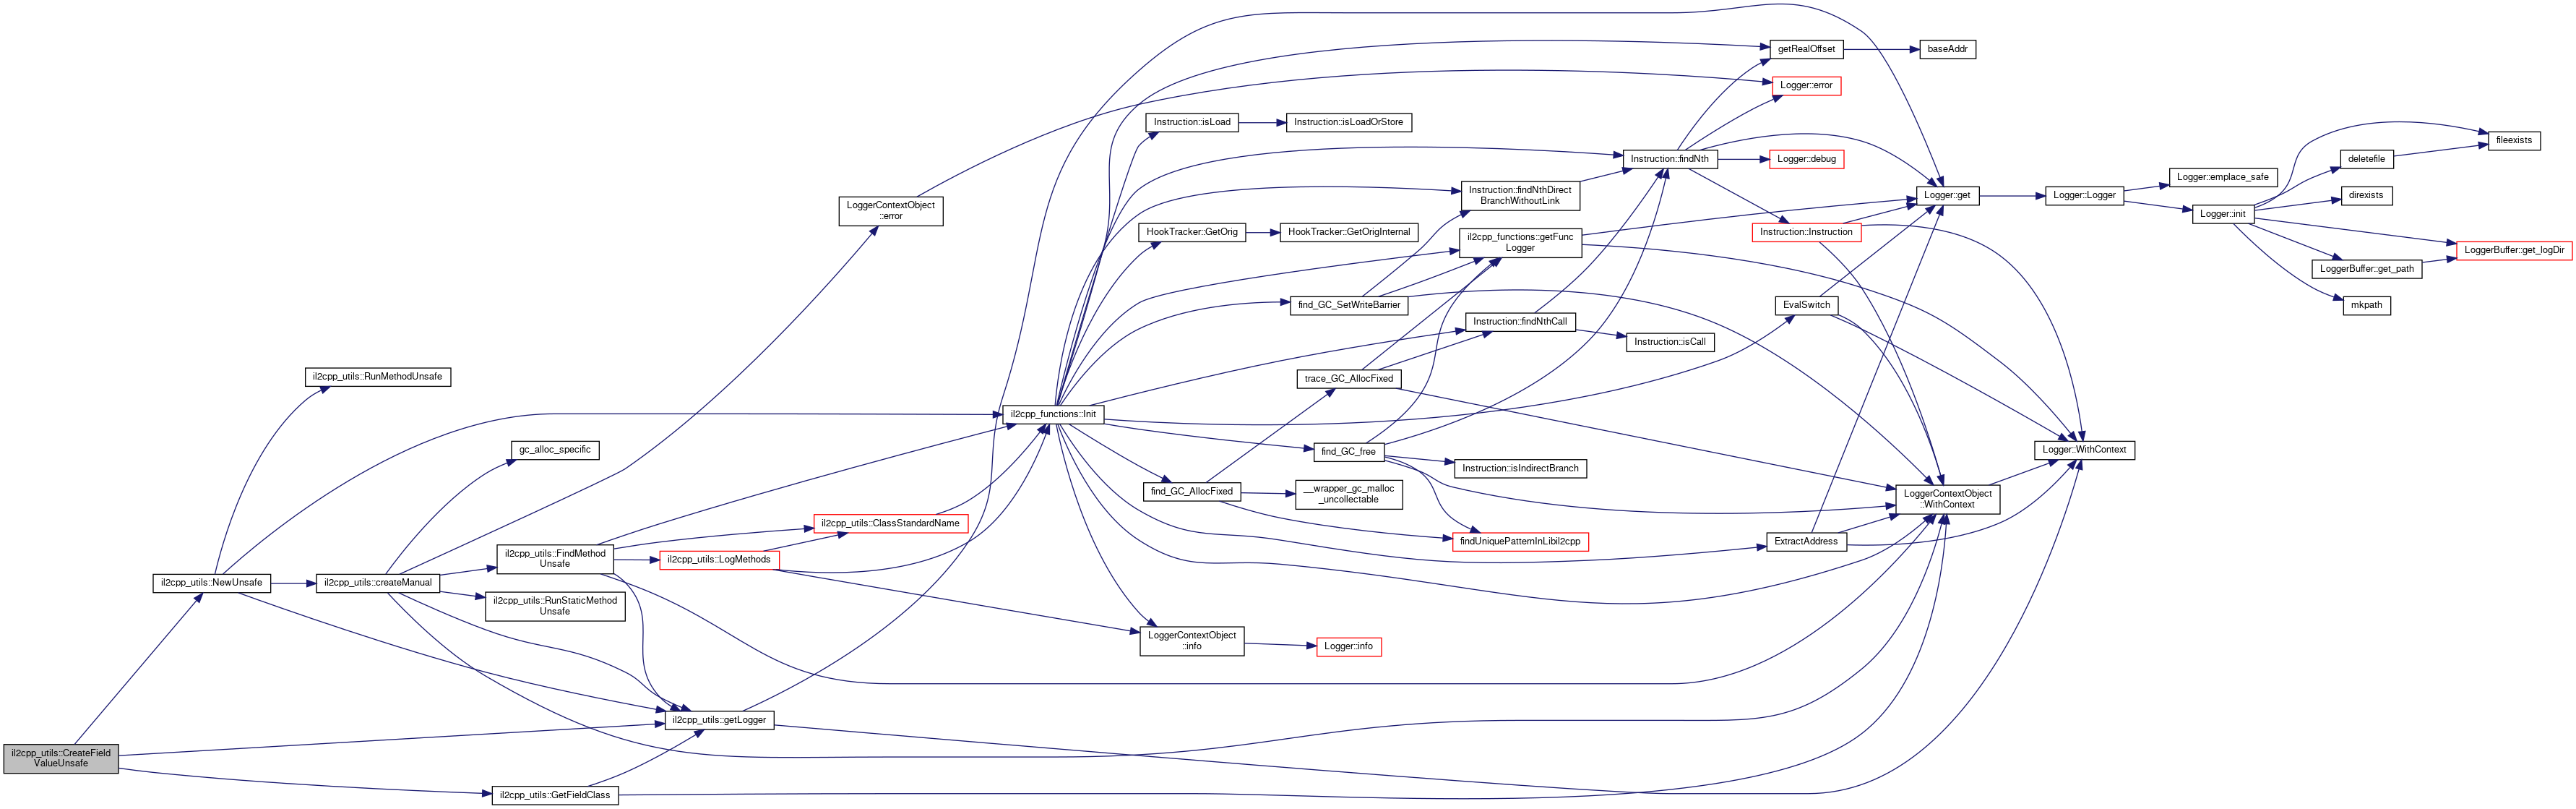 il2cpp_utils::CreateField
ValueUnsafe
il2cpp_utils::NewUnsafe
il2cpp_utils::RunMethodUnsafe
il2cpp_utils::createManual
gc_alloc_specific
il2cpp_utils::FindMethod
Unsafe
il2cpp_utils::RunStaticMethod
Unsafe
il2cpp_utils::GetFieldClass
il2cpp_utils::LogMethods
il2cpp_utils::getLogger
il2cpp_utils::ClassStandardName
LoggerContextObject
::error
il2cpp_functions::Init
Instruction::isLoad
HookTracker::GetOrig
find_GC_AllocFixed
LoggerContextObject
::info
Instruction::isLoadOrStore
HookTracker::GetOrigInternal
find_GC_SetWriteBarrier
trace_GC_AllocFixed
find_GC_free
__wrapper_gc_malloc
_uncollectable
Logger::info
Instruction::findNthDirect
BranchWithoutLink
il2cpp_functions::getFunc
Logger
Instruction::findNthCall
Instruction::isIndirectBranch
findUniquePatternInLibil2cpp
Instruction::findNth
Instruction::isCall
getRealOffset
Logger::error
Logger::debug
Instruction::Instruction
EvalSwitch
ExtractAddress
baseAddr
Logger::get
LoggerContextObject
::WithContext
Logger::Logger
Logger::WithContext
Logger::emplace_safe
Logger::init
deletefile
direxists
LoggerBuffer::get_path
mkpath
fileexists
LoggerBuffer::get_logDir